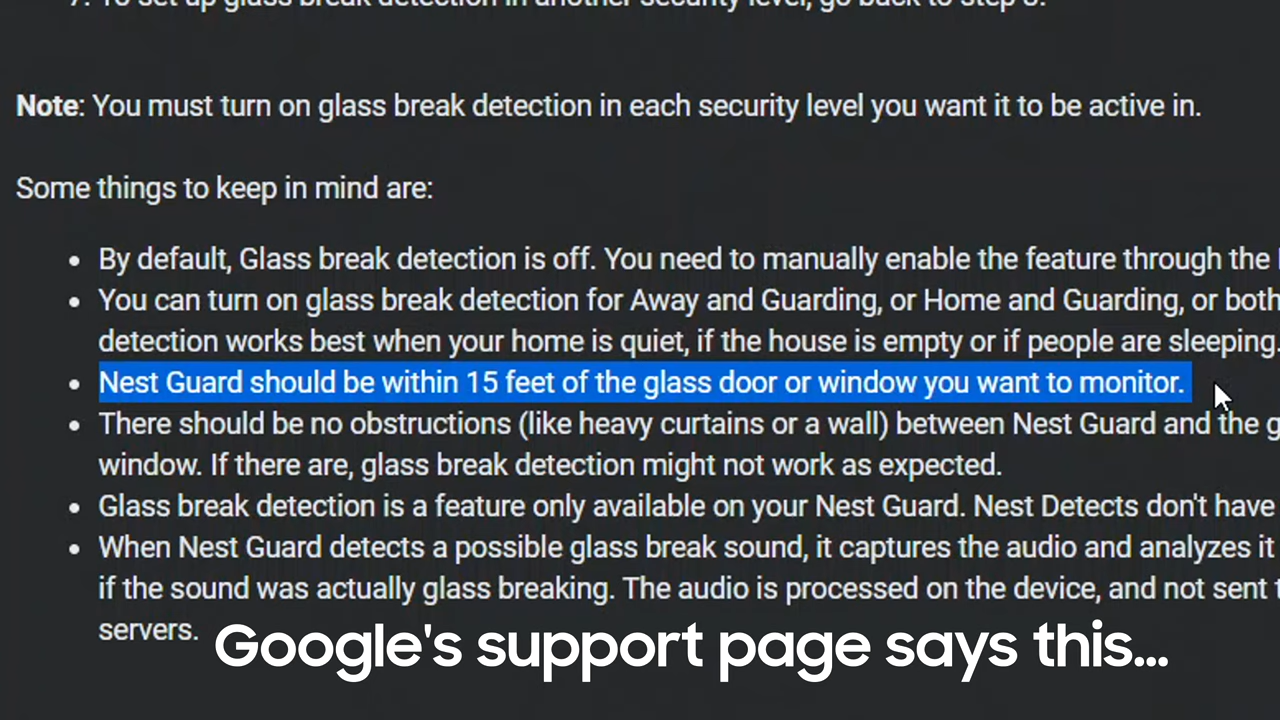 7. To set up glass break detection in another security level, go back to step 3.
Note: You must turn on glass break detection in each security level you want it to be active in.
Some things to keep in mind are:
• By default, Glass break detection is off. You need to manually enable the feature through the
• You can turn on glass break detection for Away and Guarding, or Home and Guarding, or both
detection works best when your home is quiet, if the house is empty or if people are sleeping.
• Nest Guard should be within 15 feet of the glass door or window you want to monitor.
• There should be no obstructions (like heavy curtains or a wall) between Nest Guard and the g
window. If there are, glass break detection might not work as expected.
• Glass break detection is a feature only available on your Nest Guard. Nest Detects don't have
• When Nest Guard detects a possible glass break sound, it captures the audio and analyzes it
if the sound was actually glass breaking. The audio is processed on the device, and not sent t
servers.
Google's support page says this...